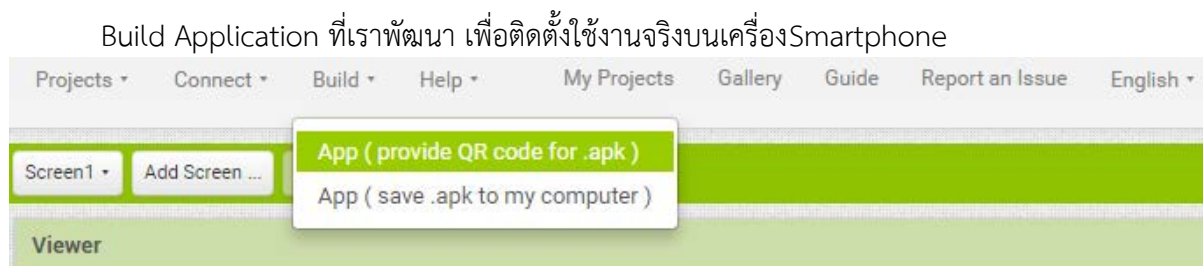 Build Application ที่เราพัฒนา เพื่อติดตั้งใช้งานจริงบนเครื่องSmartphone
Projects Connect Build Help My Projects Gallery Guide Report an Issue English
App ( provide QR code for .apk )
Screen1 Add Screen ...
App ( save .apk to my computer )
Viewer